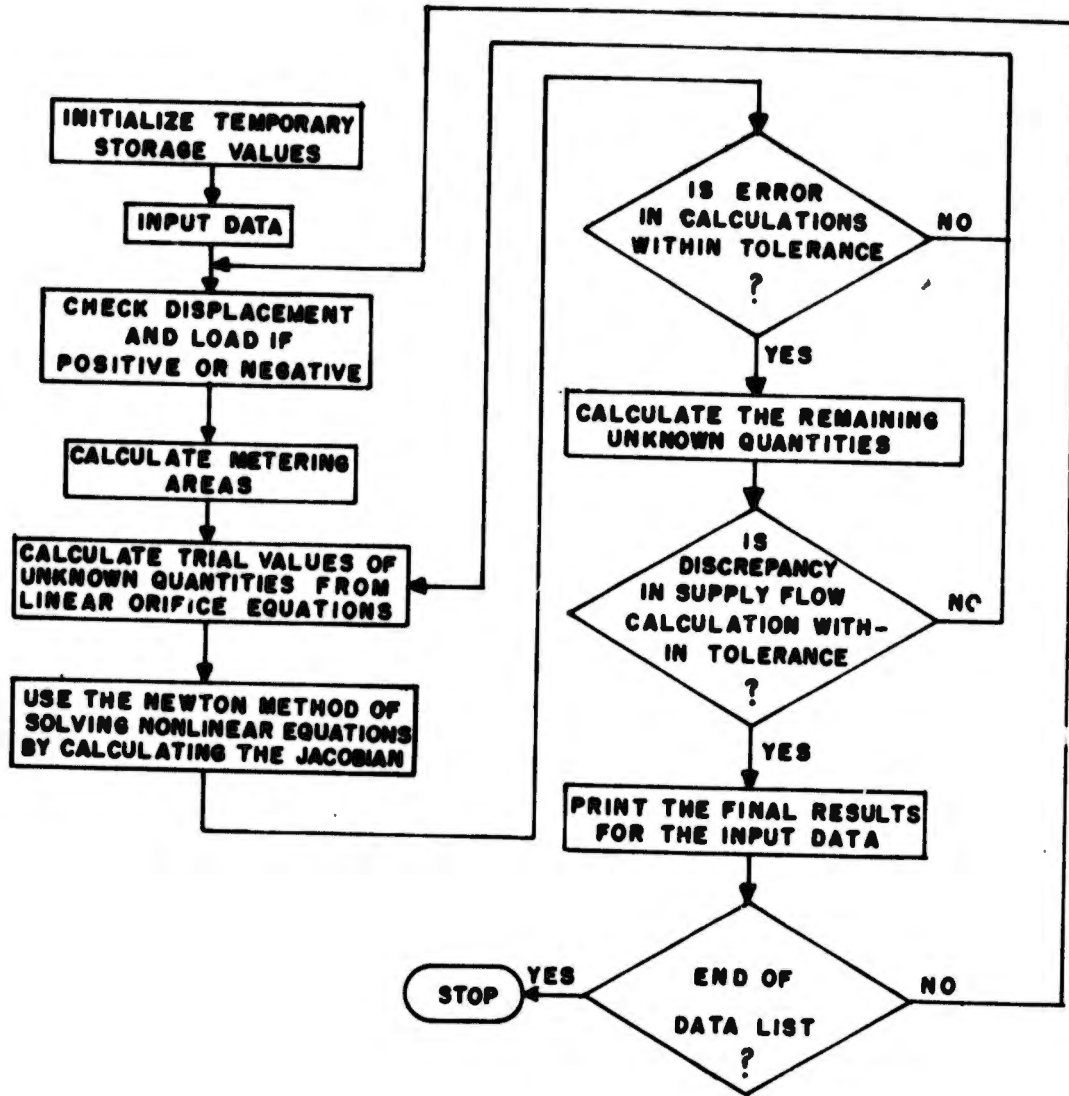 INITIALIZE TEMPORARY
STORAGE VALUES
INPUT DATA
CHECK DISPLACEMENT
AND LOAD IF
POSITIVE OR NEGATIVE
CALCULATE METERING
AREAS
CALCULATE TRIAL VALUES OF
UNKNOWN QUANTITIES FROM
LINEAR ORIFICE EQUATIONS
USE THE NEWTON METHOD OF
SOLVING NONLINEAR EQUATIONS
BY CALCULATING THE JACOBIAN
IS ERROR
IN CALCULATIONS
WITHIN TOLERANCE
?
NO
YES
CALCULATE THE REMAINING
UNKNOWN QUANTITIES
IS
DISCREPANCY
IN SUPPLY FLOW
CALCULATION WITH-
IN TOLERANCE
?
NO
YES
PRINT THE FINAL RESULTS
FOR THE INPUT DATA
END OF
DATA LIST
?
NO
YES
STOP